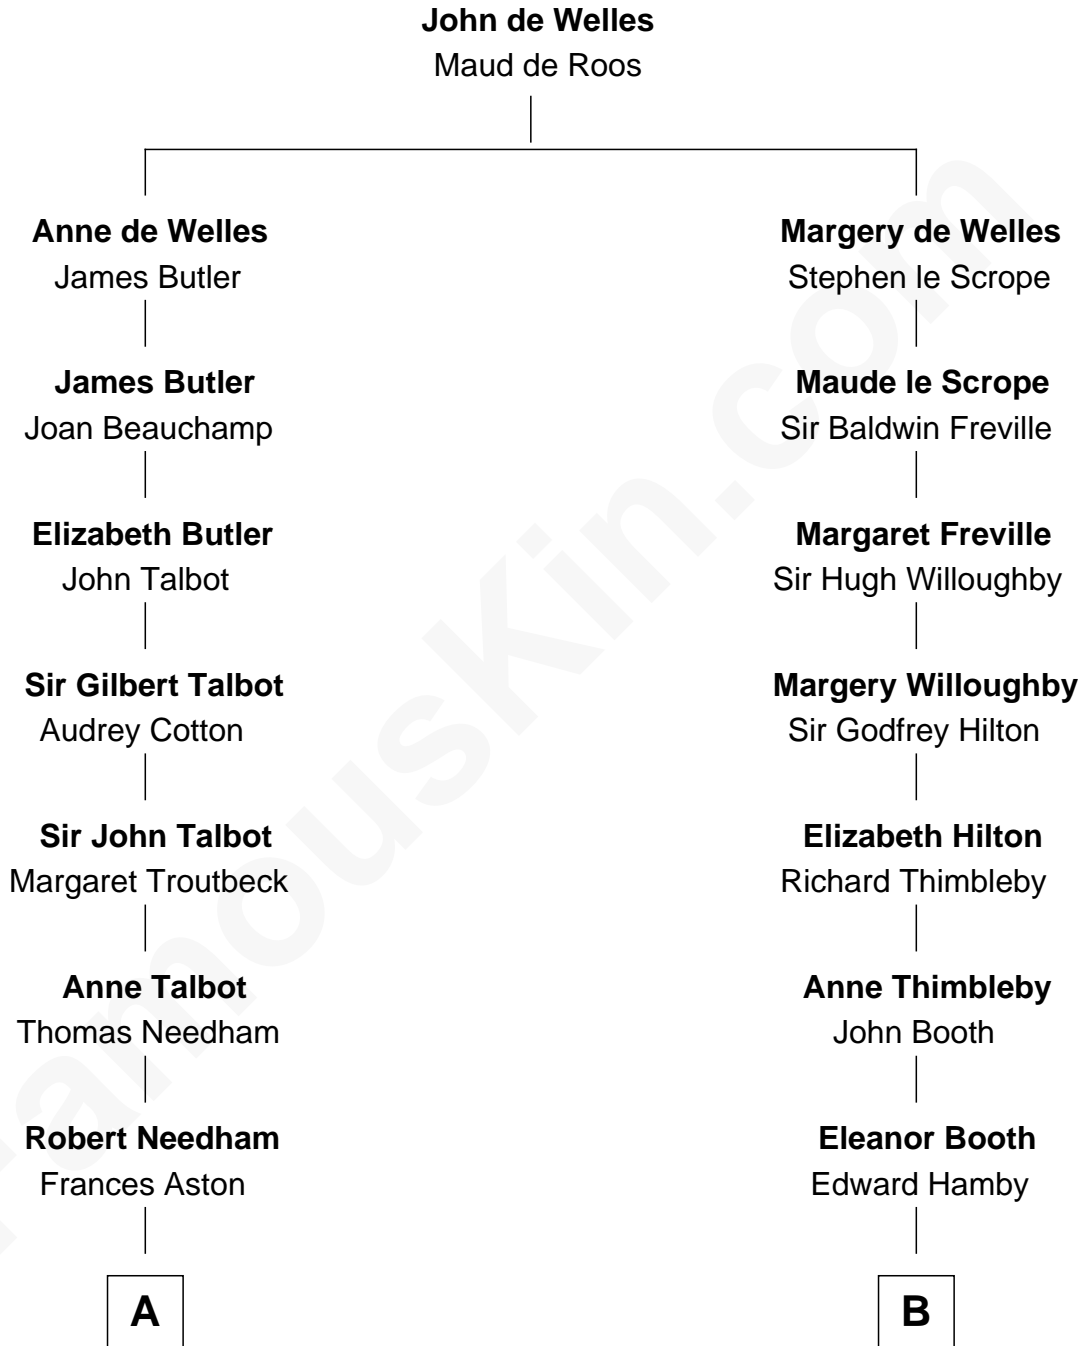 John de Welles
Maud de Roos
Anne de Welles
James Butler
Margery de Welles
Stephen le Scrope
James Butler
Joan Beauchamp
Maude le Scrope
Sir Baldwin Freville
Elizabeth Butler
John Talbot
Margaret Freville
Sir Hugh Willoughby
Sir Gilbert Talbot
Audrey Cotton
Margery Willoughby
Sir Godfrey Hilton
Sir John Talbot
Margaret Troutbeck
Elizabeth Hilton
Richard Thimbleby
Anne Talbot
Thomas Needham
Anne Thimbleby
John Booth
Robert Needham
Frances Aston
Eleanor Booth
Edward Hamby
A
B
FamousKin.com